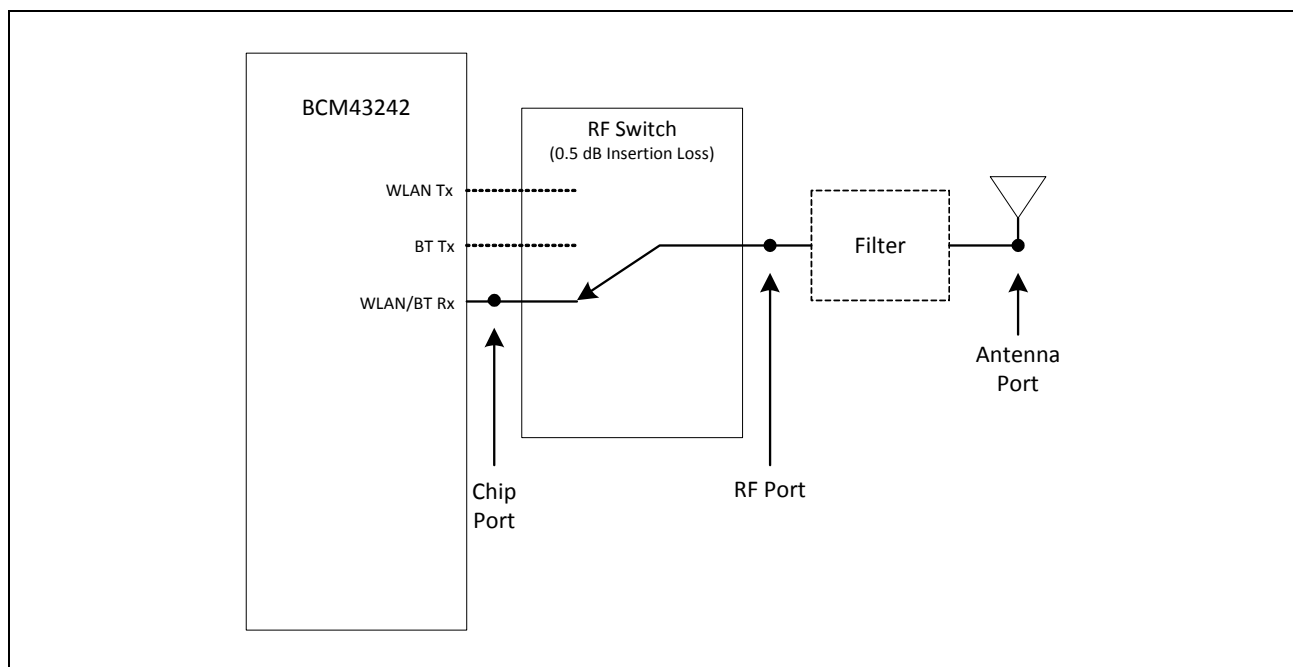 BCM43242
RF Switch
(0.5 dB Insertion Loss)
WLAN Tx
BT Tx
Filter
WLAN/BT Rx
Antenna
Port
Chip
Port
RF Port